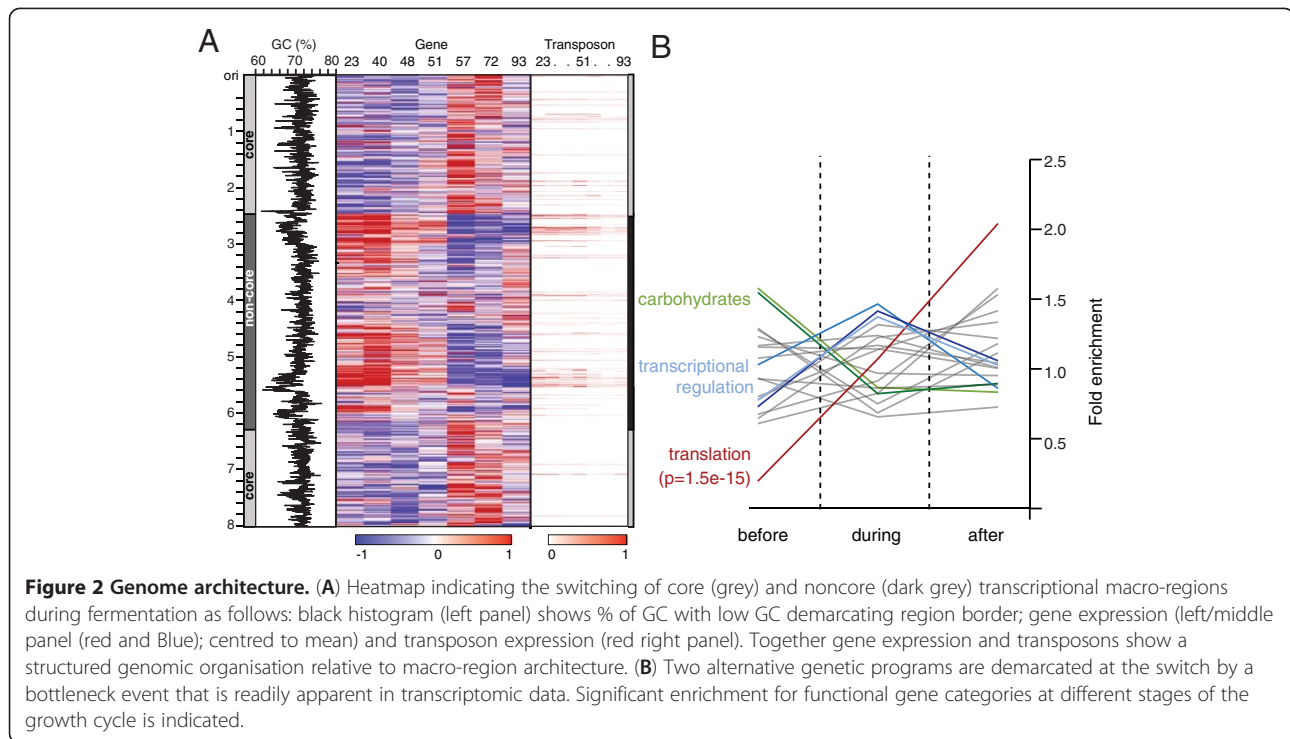 A
B
GC (%)
Gene
Transposon
60 70 80 23 40 48 51 57 72 93 23 . . 51 . . 93
ori
1
2
3
4
5
6
7
8
core
non-core
core
-1 0 1
0 1
carbohydrates
transcriptional
regulation
translation
(p=1.5e-15)
2.5
2.0
1.5
1.0
0.5
Fold enrichment
before during after
Figure 2 Genome architecture. (A) Heatmap indicating the switching of core (grey) and noncore (dark grey) transcriptional macro-regions
during fermentation as follows: black histogram (left panel) shows % of GC with low GC demarcating region border; gene expression (left/middle
panel (red and Blue); centred to mean) and transposon expression (red right panel). Together gene expression and transposons show a
structured genomic organisation relative to macro-region architecture. (B) Two alternative genetic programs are demarcated at the switch by a
bottleneck event that is readily apparent in transcriptomic data. Significant enrichment for functional gene categories at different stages of the
growth cycle is indicated.